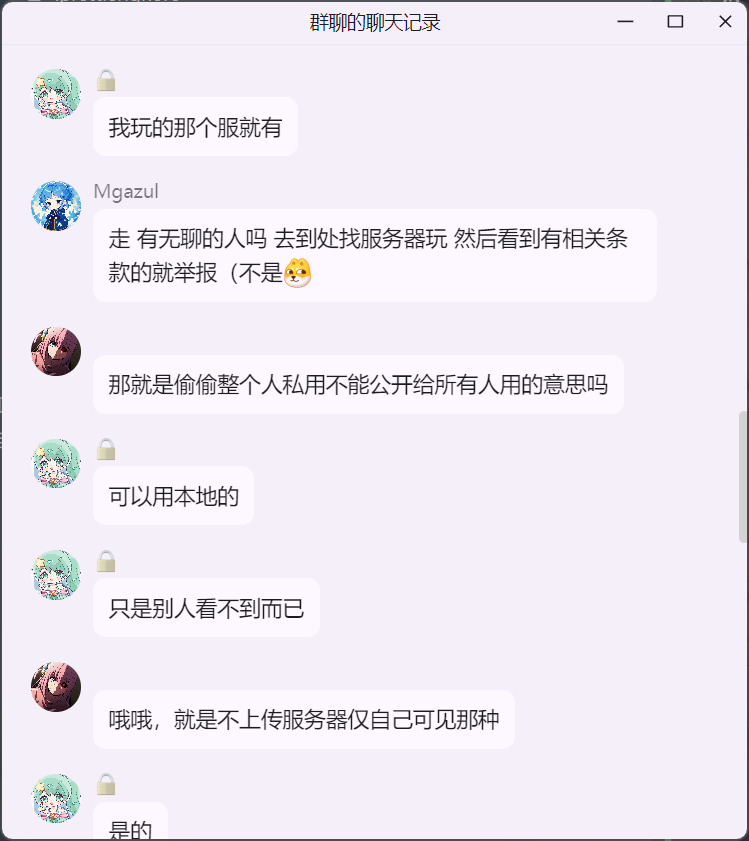 群聊的聊天记录
我玩的那个服就有
Mgazul
走 有无聊的人吗 去到处找服务器玩 然后看到有相关条
款的就举报（不是
那就是偷偷整个人私用不能公开给所有人用的意思吗
可以用本地的
只是别人看不到而已
哦哦，就是不上传服务器仅自己可见那种
是的